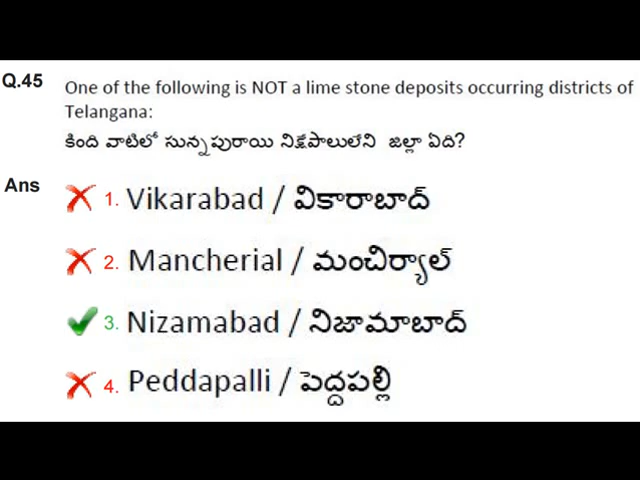 Q.45 One of the following is NOT a lime stone deposits occurring districts of
Telangana:
కింది వాటిలో సున్నపురాయి నిక్షేపాలులేని జిల్లా ఏది?
Ans
1. Vikarabad / వికారాబాద్
2. Mancherial / మంచిర్యాల్
3. Nizamabad / నిజామాబాద్
4. Peddapalli / పెద్దపల్లి